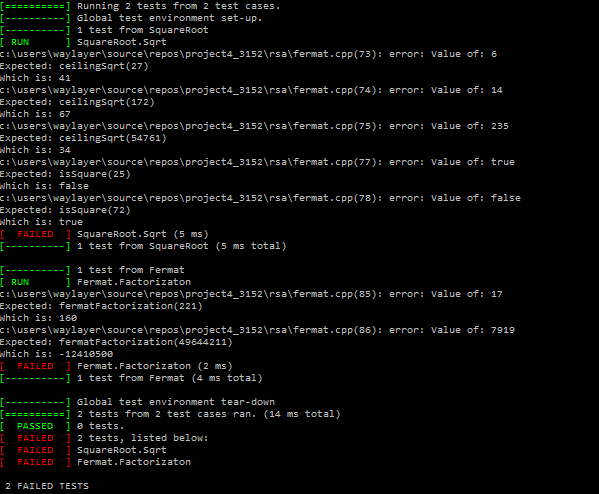 [==========] Running 2 tests from 2 test cases.
[----------] Global test environment set-up.
[----------] 1 test from SquareRoot
[ RUN      ] SquareRoot.Sqrt
c:\users\waylayer\source\repos\project4_3152\rsa\fermat.cpp(73): error: Value of: 6
Expected: ceilingSqrt(27)
Which is: 41
c:\users\waylayer\source\repos\project4_3152\rsa\fermat.cpp(74): error: Value of: 14
Expected: ceilingSqrt(172)
Which is: 67
c:\users\waylayer\source\repos\project4_3152\rsa\fermat.cpp(75): error: Value of: 235
Expected: ceilingSqrt(54761)
Which is: 34
c:\users\waylayer\source\repos\project4_3152\rsa\fermat.cpp(77): error: Value of: true
Expected: isSquare(25)
Which is: false
c:\users\waylayer\source\repos\project4_3152\rsa\fermat.cpp(78): error: Value of: false
Expected: isSquare(72)
Which is: true
[  FAILED  ] SquareRoot.Sqrt (5 ms)
[----------] 1 test from SquareRoot (5 ms total)
[----------] 1 test from Fermat
[ RUN      ] Fermat.Factorizaton
c:\users\waylayer\source\repos\project4_3152\rsa\fermat.cpp(85): error: Value of: 17
Expected: fermatFactorization(221)
Which is: 160
c:\users\waylayer\source\repos\project4_3152\rsa\fermat.cpp(86): error: Value of: 7919
Expected: fermatFactorization(49644211)
Which is: -12410500
[  FAILED  ] Fermat.Factorizaton (2 ms)
[----------] 1 test from Fermat (4 ms total)
[----------] Global test environment tear-down
[==========] 2 tests from 2 test cases ran. (14 ms total)
[  PASSED  ] 0 tests.
[  FAILED  ] 2 tests, listed below:
[  FAILED  ] SquareRoot.Sqrt
[  FAILED  ] Fermat.Factorizaton
2 FAILED TESTS